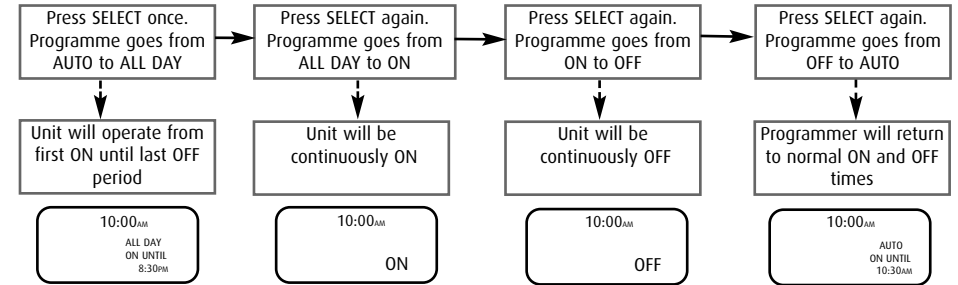 Press SELECT once.
Programme goes from
AUTO to ALL DAY
Press SELECT again.
Programme goes from
ALL DAY to ON
Press SELECT again.
Programme goes from
ON to OFF
Press SELECT again.
Programme goes from
OFF to AUTO
Unit will operate from
first ON until last OFF
period
Unit will be
continuously ON
Unit will be
continuously OFF
Programmer will return
to normal ON and OFF
times
10:00AM
ALL DAY
ON UNTIL
8:30PM
10:00AM
ON
10:00AM
OFF
10:00AM
AUTO
ON UNTIL
10:30AM